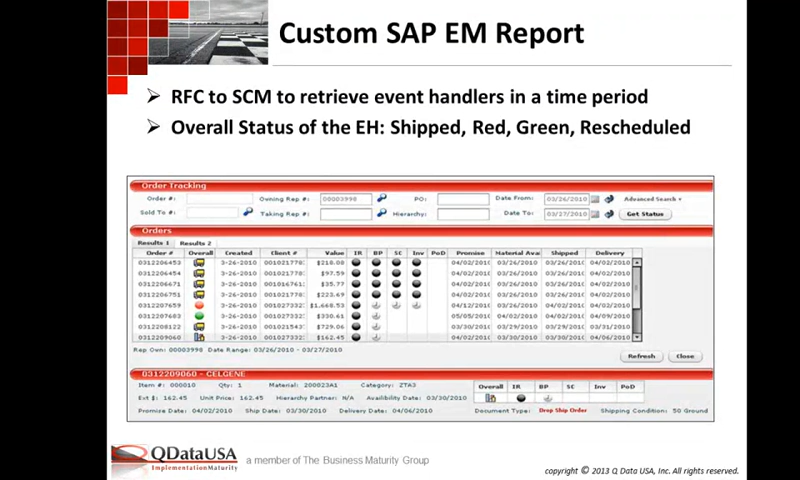 Custom SAP EM Report
➢ RFC to SCM to retrieve event handlers in a time period
➢ Overall Status of the EH: Shipped, Red, Green, Rescheduled
Order Tracking
Order #: Owning Rep #: 00003998 PO: Date From: 03/26/2010 Advanced Search
Sold To #: Taking Rep #: Hierarchy: Date To: 03/27/2010 Get Status
Orders
Results 1 Results 2
Order # Overall Created Client # Value IR BP SC Inv PoD Promise Material Avai Shipped Delivery
0312206453 3-26-2010 $218.08 04/02/2010 03/26/2010 03/26/2010 04/02/2010
0312206454 3-26-2010 $97.59 04/02/2010 03/26/2010 03/26/2010 04/02/2010
0312206671 3-26-2010 $35.77 04/02/2010 03/26/2010 03/26/2010 04/02/2010
0312206751 3-26-2010 $223.69 04/02/2010 03/26/2010 03/26/2010 04/02/2010
0312207659 3-26-2010 $1,668.53 04/12/2010 04/02/2010 04/02/2010 04/02/2010
0312207683 3-26-2010 $330.61 05/05/2010 04/02/2010 04/02/2010 04/09/2010
0312208122 3-26-2010 $729.06 03/30/2010 03/29/2010 03/29/2010 03/31/2010
0312209060 3-26-2010 $162.45 04/02/2010 03/30/2010 03/30/2010 04/06/2010
Rep Own: 00003998 Date Range: 03/26/2010 - 03/27/2010
Refresh Close
0312209060 - CELGENE
Item #: 000010 Qty: 1 Material: 200023A1 Category: ZTA3 Overall IR BP SC Inv PoD
Ext $: 162.45 Unit Price: 162.45 Hierarchy Partner: N/A Availibility Date: 03/30/2010
Promise Date: 04/02/2010 Ship Date: 03/30/2010 Delivery Date: 04/06/2010 Document Type: Drop Ship Order Shipping Condition: 50 Ground
QDataUSA a member of The Business Maturity Group
ImplementationMaturity
copyright © 2013 Q Data USA, Inc. All rights reserved.